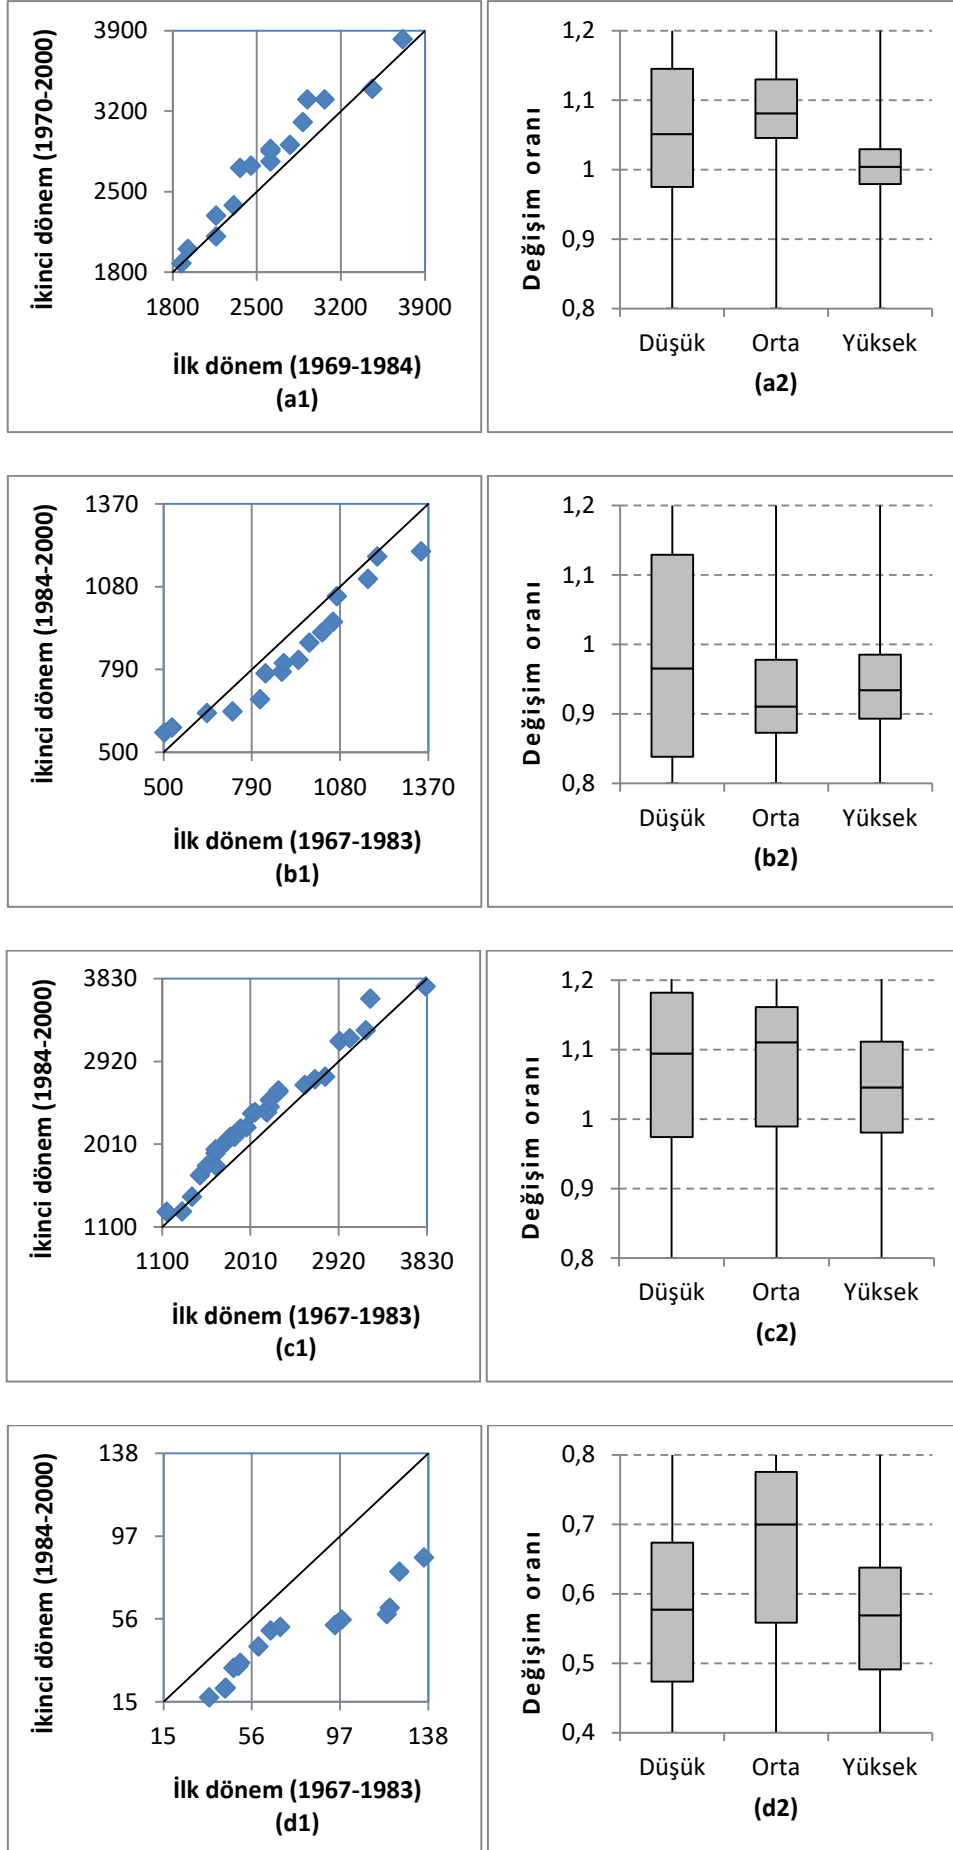 İkinci dönem (1970-2000)
3900
3200
2500
1800
1800 2500 3200 3900
İlk dönem (1969-1984)
(a1)
Değişim oranı
1,2
1,1
1
0,9
0,8
Düşük Orta Yüksek
(a2)
İkinci dönem (1984-2000)
1370
1080
790
500
500 790 1080 1370
İlk dönem (1967-1983)
(b1)
Değişim oranı
1,2
1,1
1
0,9
0,8
Düşük Orta Yüksek
(b2)
İkinci dönem (1984-2000)
3830
2920
2010
1100
1100 2010 2920 3830
İlk dönem (1967-1983)
(c1)
Değişim oranı
1,2
1,1
1
0,9
0,8
Düşük Orta Yüksek
(c2)
İkinci dönem (1984-2000)
138
97
56
15
15 56 97 138
İlk dönem (1967-1983)
(d1)
Değişim oranı
0,8
0,7
0,6
0,5
0,4
Düşük Orta Yüksek
(d2)